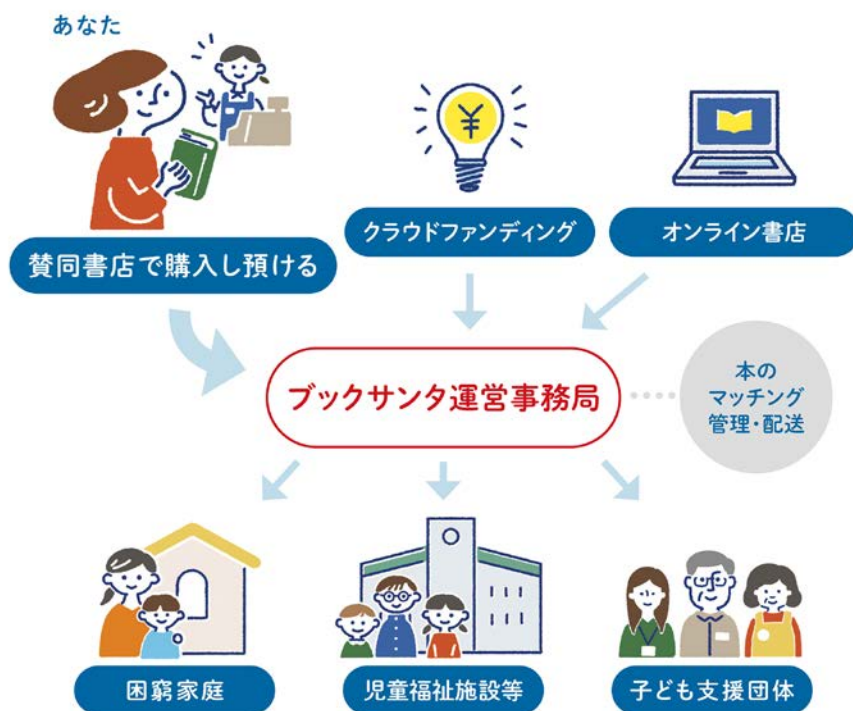 あなた
賛同書店で購入し預ける
クラウドファンディング
オンライン書店
ブックサンタ運営事務局
本の
マッチング
管理・配送
困窮家庭
児童福祉施設等
子ども支援団体
¥